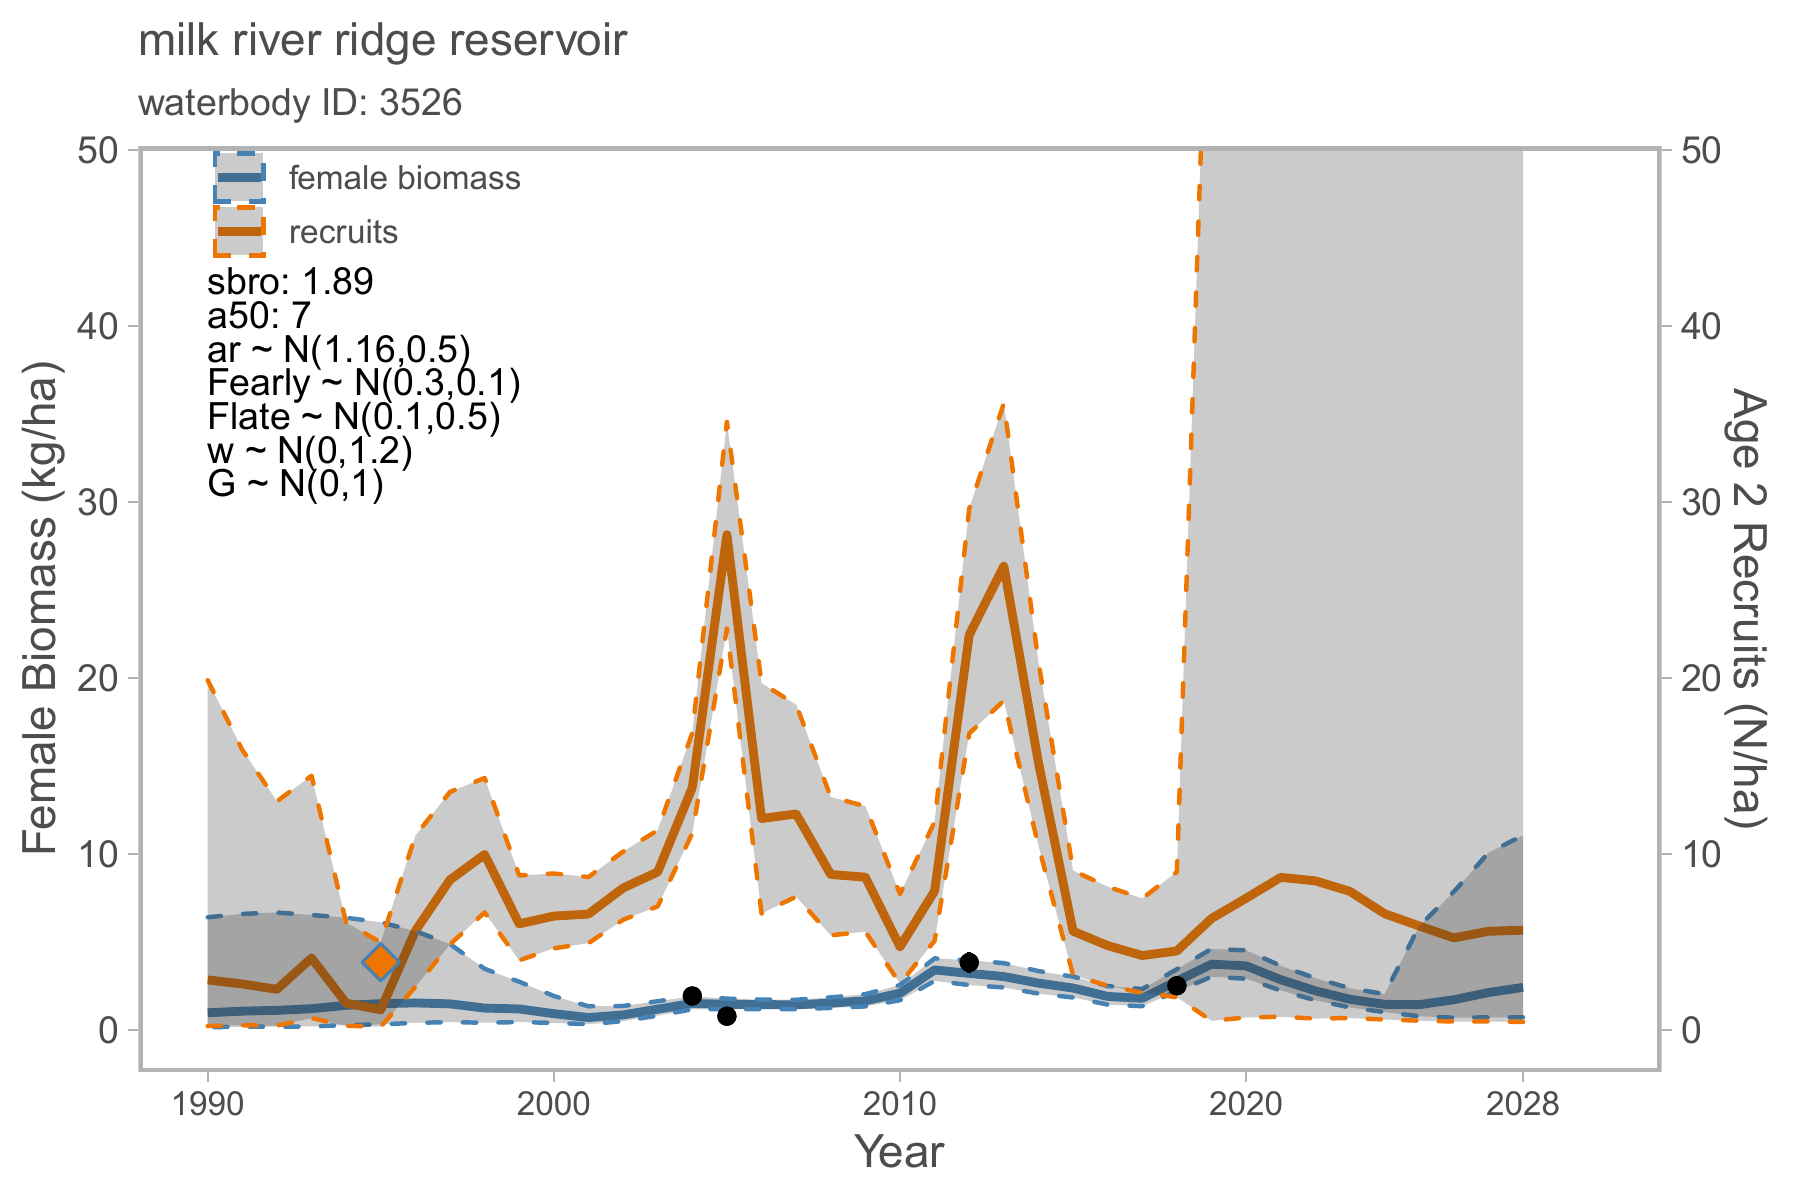 milk river ridge reservoir
waterbody ID: 3526
50
40
30
20
10
0
Female Biomass (kg/ha)
female biomass
recruits
sbro: 1.89
a50: 7
ar ~ N(1.16,0.5)
Fearly ~ N(0.3,0.1)
Flate ~ N(0.1,0.5)
w ~ N(0,1.2)
G ~ N(0,1)
50
40
30
20
10
0
Age 2 Recruits (N/ha)
1990 2000 2010 2020 2028
Year